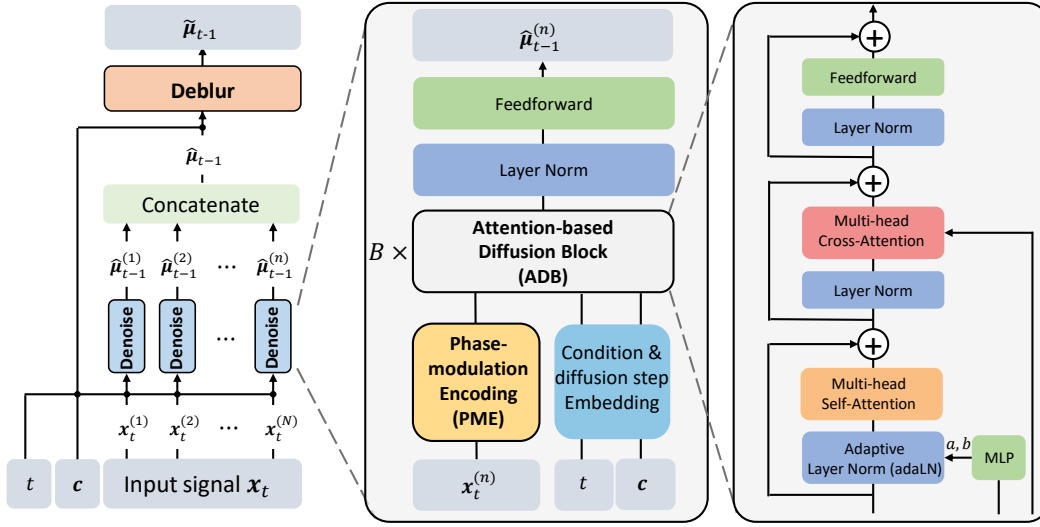 μ̃_{t-1}
Deblur
μ̂_{t−1}
Concatenate
μ̂_{t−1}^{(1)} μ̂_{t−1}^{(2)} ⋯ μ̂_{t−1}^{(n)}
Denoise Denoise ⋯ Denoise
x_t^{(1)} x_t^{(2)} ⋯ x_t^{(N)}
t c Input signal x_t
μ̂_{t−1}^{(n)}
Feedforward
Layer Norm
B ×
Attention-based
Diffusion Block
(ADB)
Phase-
modulation
Encoding
(PME)
Condition &
diffusion step
Embedding
x_t^{(n)} t c
+
Feedforward
Layer Norm
+
Multi-head
Cross-Attention
Layer Norm
+
Multi-head
Self-Attention
Adaptive
Layer Norm (adaLN)
a, b
MLP